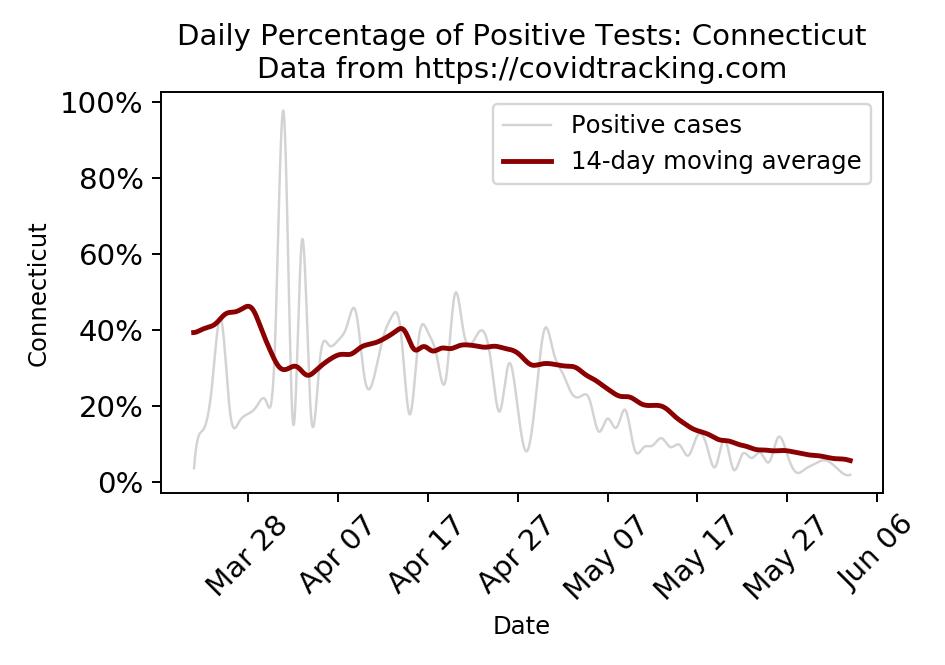 Daily Percentage of Positive Tests: Connecticut
Data from https://covidtracking.com
Positive cases
14-day moving average
100%
80%
60%
40%
20%
0%
Connecticut
Mar 28
Apr 07
Apr 17
Apr 27
May 07
May 17
May 27
Jun 06
Date